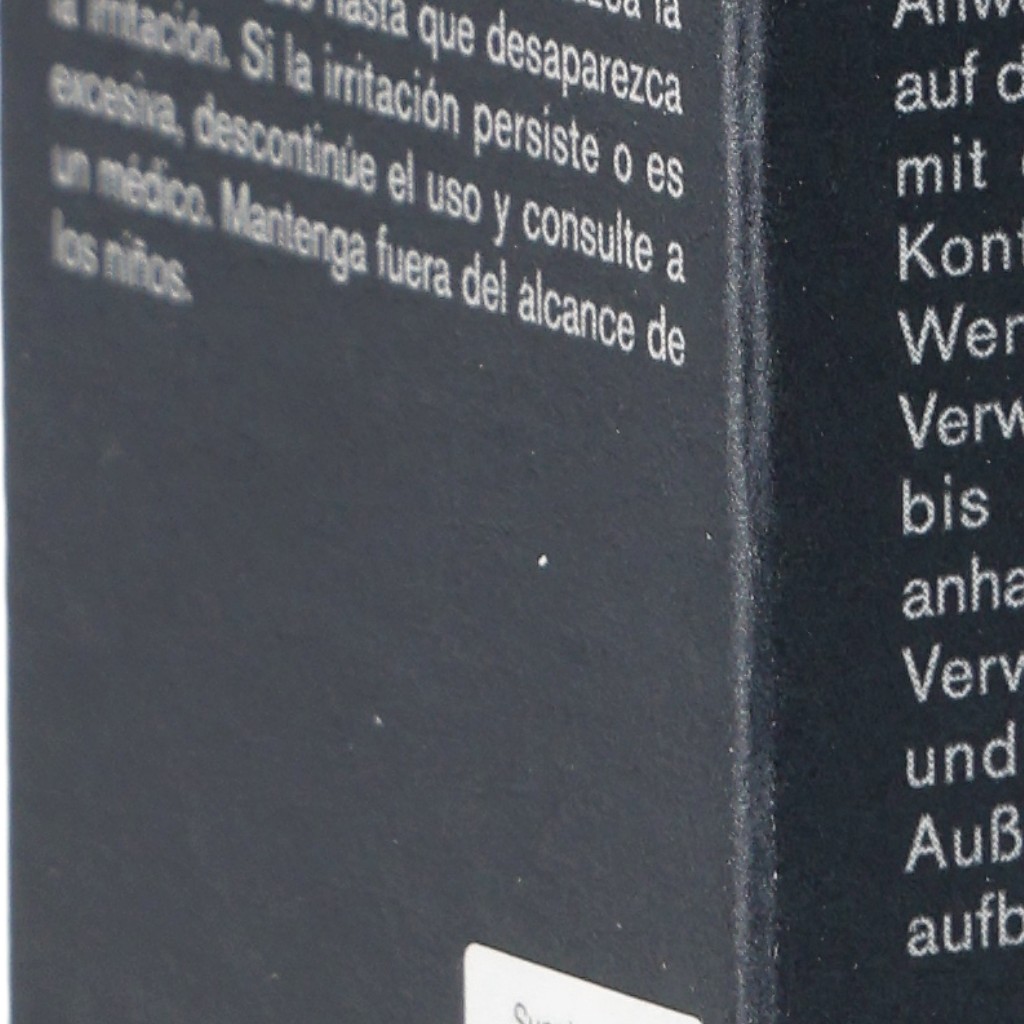 hasta que desaparezca
la irritación. Si la irritación persiste o es
excesiva, descontinúe el uso y consulte a
un médico. Mantenga fuera del alcance de
los niños.
Anwe
auf d
mit
Kont
Wer
Verw
bis
anha
Verw
und
Auß
aufb